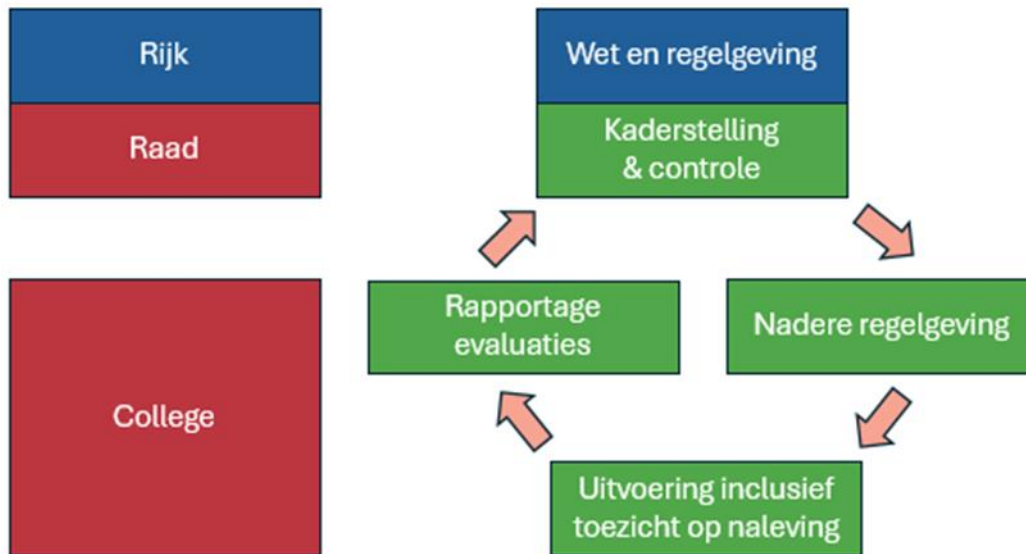 Rijk
Wet en regelgeving
Raad
Kaderstelling
& controle
College
Rapportage
evaluaties
Nadere regelgeving
Uitvoering inclusief
toezicht op naleving